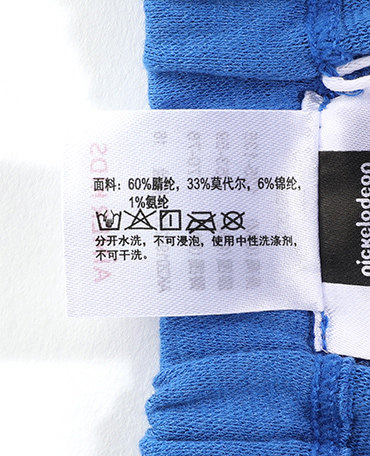 面料：60%腈纶，33%莫代尔，6%锦纶，
1%氨纶
分开水洗，不可浸泡，使用中性洗涤剂，
不可干洗。
nickelodeon